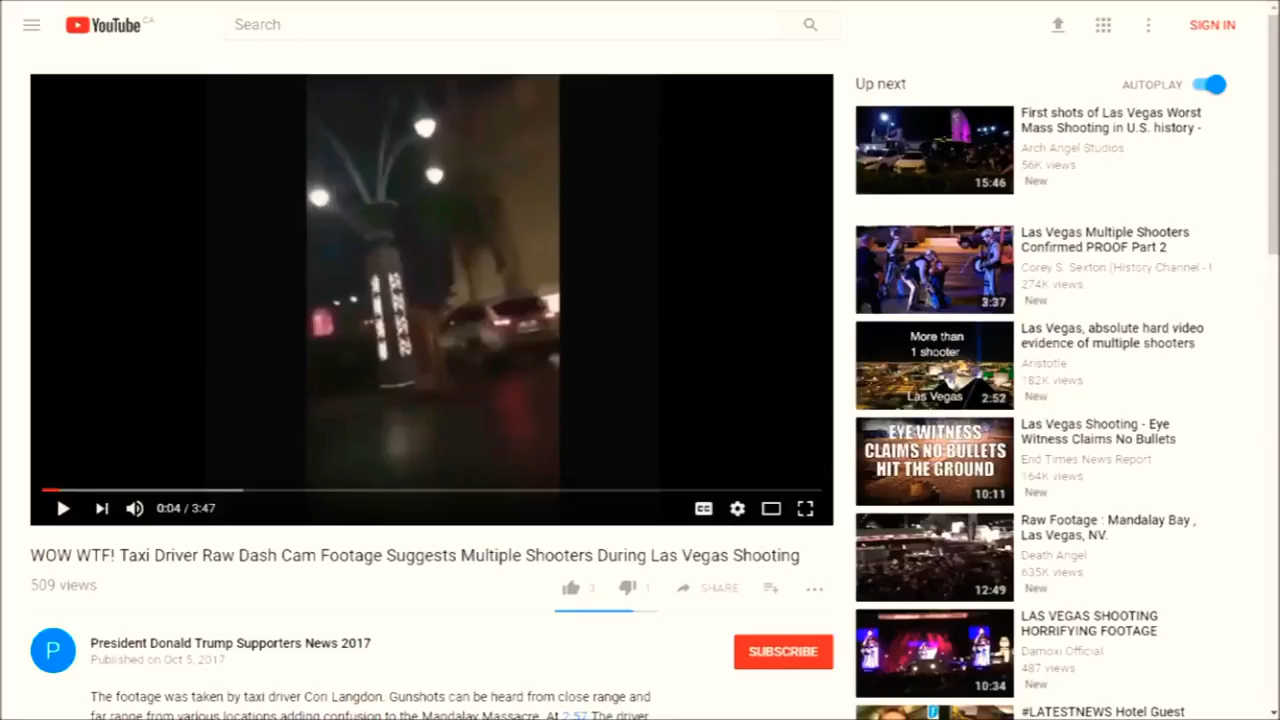 YouTube CA
Search
SIGN IN
Up next
AUTOPLAY
First shots of Las Vegas Worst
Mass Shooting in U.S. history -
Arch Angel Studios
56K views
New
15:46
Las Vegas Multiple Shooters
Confirmed PROOF Part 2
Corey S. Sexton (History Channel -
274K views
New
3:37
More than
1 shooter
Las Vegas
2:52
Las Vegas, absolute hard video
evidence of multiple shooters
Aristotle
182K views
New
EYE WITNESS
CLAIMS NO BULLETS
HIT THE GROUND
10:11
Las Vegas Shooting - Eye
Witness Claims No Bullets
End Times News Report
164K views
New
Raw Footage : Mandalay Bay ,
Las Vegas, NV.
Death Angel
635K views
New
12:49
LAS VEGAS SHOOTING
HORRIFYING FOOTAGE
Damoxi Official
487 views
New
10:34
#LATESTNEWS Hotel Guest
0:04 / 3:47
CC
WOW WTF! Taxi Driver Raw Dash Cam Footage Suggests Multiple Shooters During Las Vegas Shooting
509 views
3
1
SHARE
P
President Donald Trump Supporters News 2017
Published on Oct 5, 2017
SUBSCRIBE
The footage was taken by taxi driver Cori Langdon. Gunshots can be heard from close range and
far range from various locations adding confusion to the Mandalay Massacre. At 2:57 The driver